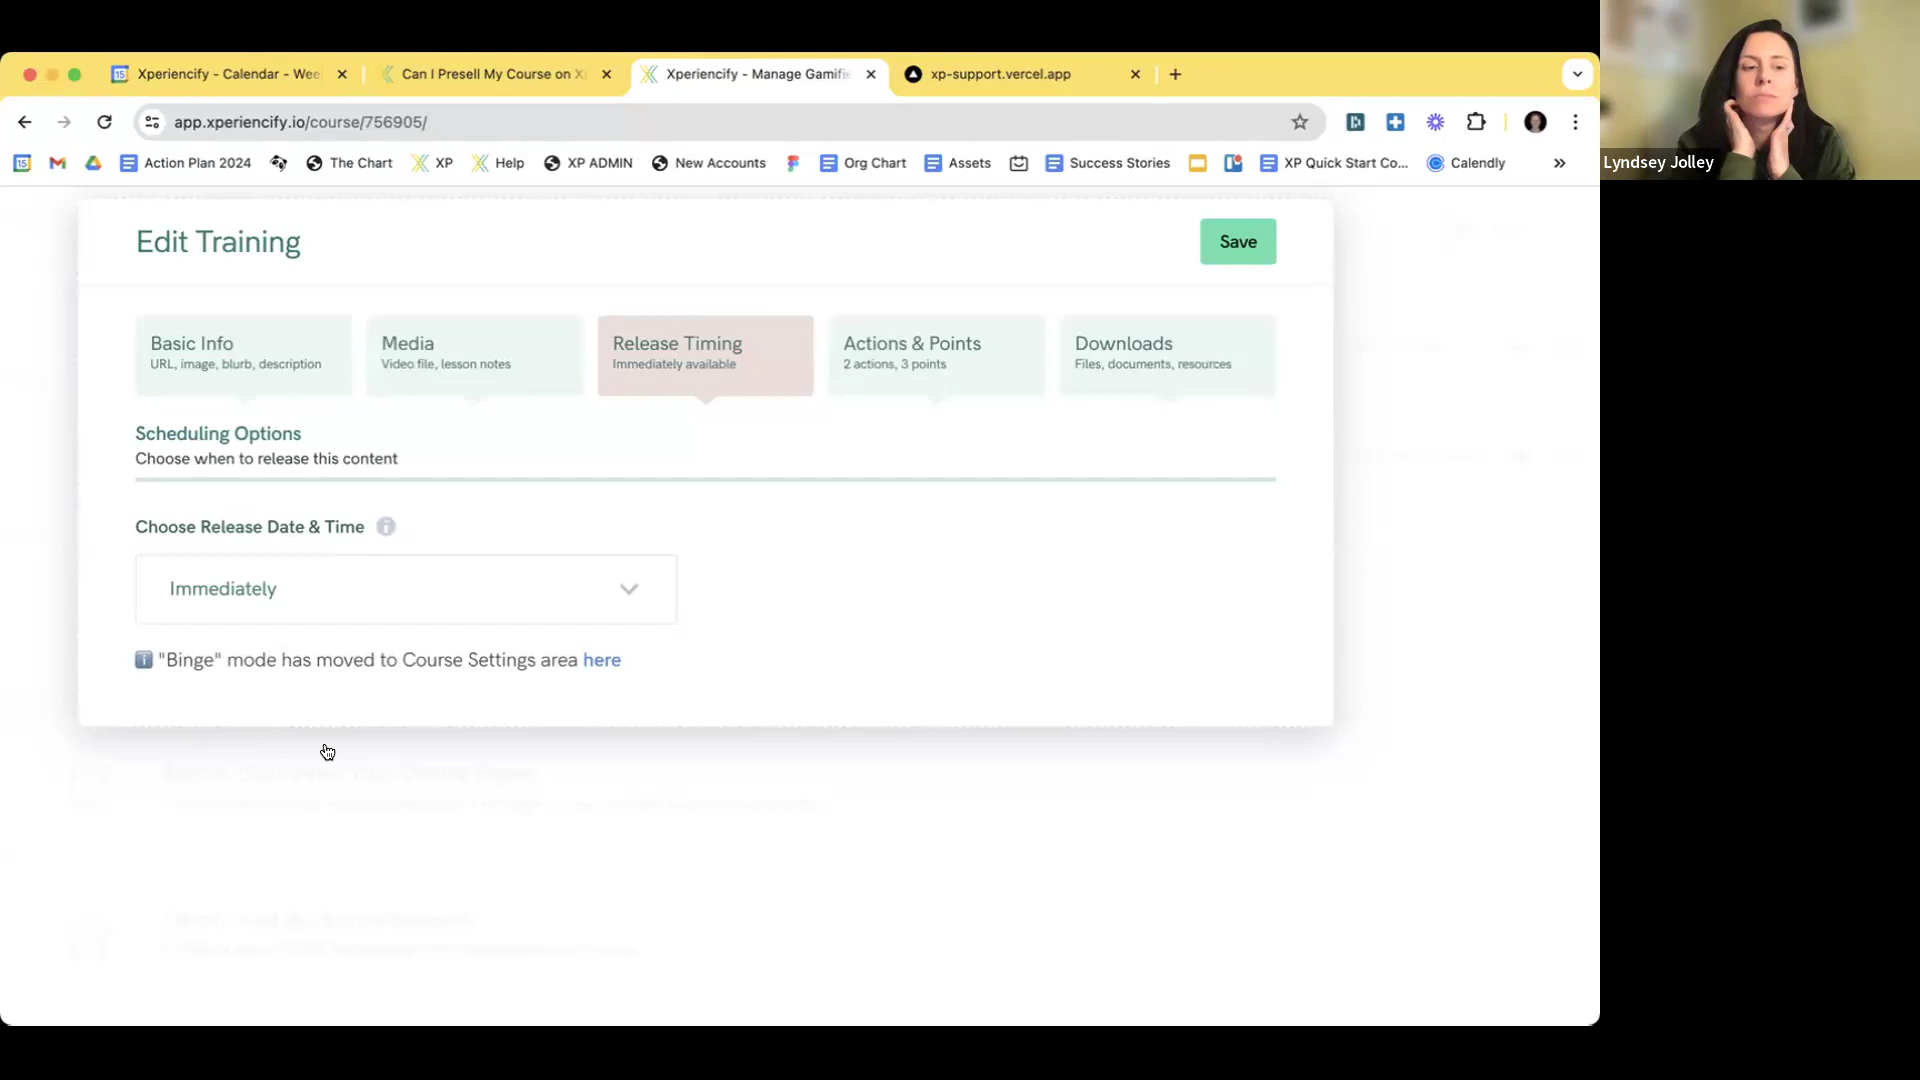 Xperiencify - Calendar - Wee
Can I Presell My Course on X
Xperiencify - Manage Gamifi
xp-support.vercel.app
app.xperiencify.io/course/756905/
15
Action Plan 2024
The Chart
XP
Help
XP ADMIN
New Accounts
Org Chart
Assets
Success Stories
XP Quick Start Co...
Calendly
Lyndsey Jolley
Edit Training
Save
Basic Info
URL, image, blurb, description
Media
Video file, lesson notes
Release Timing
Immediately available
Actions & Points
2 actions, 3 points
Downloads
Files, documents, resources
Scheduling Options
Choose when to release this content
Choose Release Date & Time
Immediately
"Binge" mode has moved to Course Settings area here